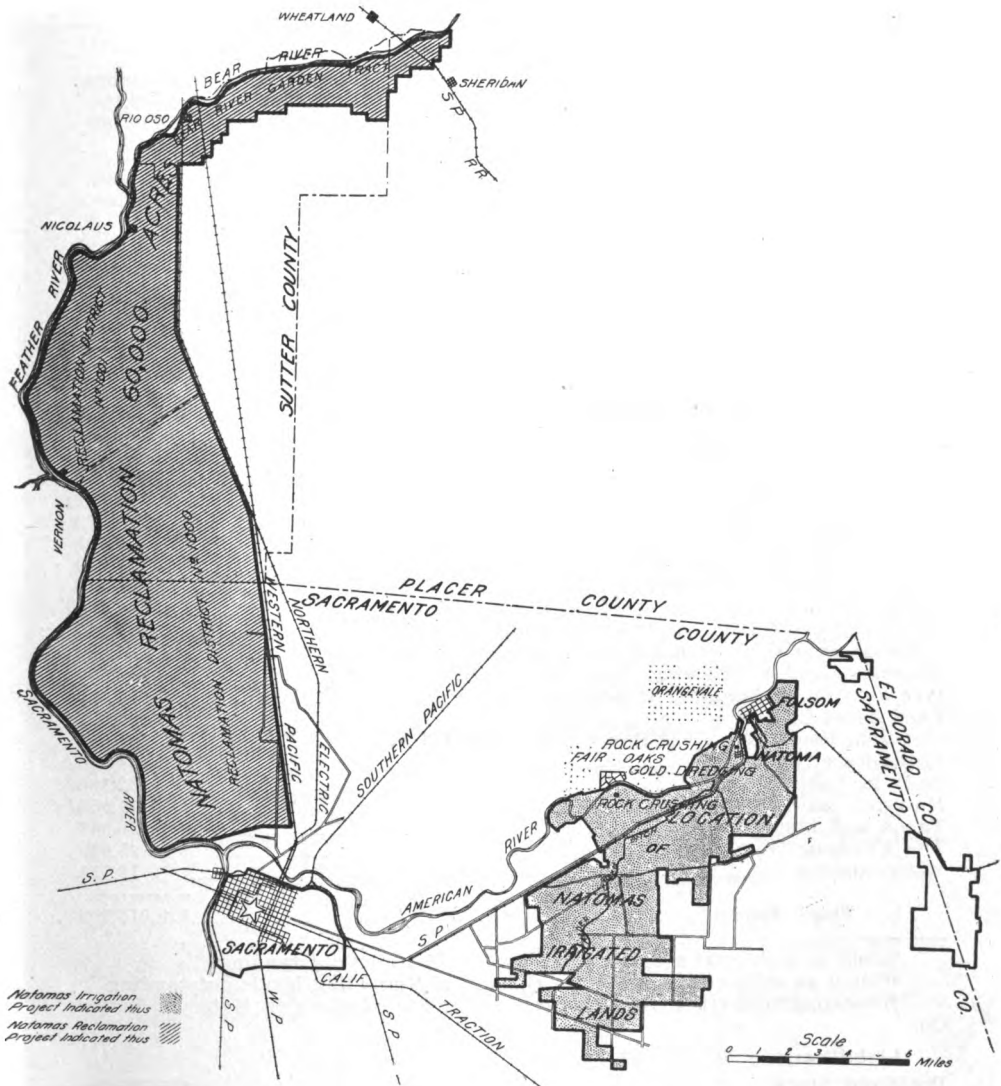 WHEATLAND
BEAR RIVER
BEAR RIVER GARDEN TRACT
SHERIDAN
S P
R R
RIO OSO
NICOLAUS
FEATHER RIVER
RECLAMATION DISTRICT
Nº 1001
60,000 ACRES
SUTTER COUNTY
VERNON
NATOMAS RECLAMATION
RECLAMATION DISTRICT Nº 1000
PLACER COUNTY
SACRAMENTO COUNTY
WESTERN PACIFIC
NORTHERN ELECTRIC
SOUTHERN PACIFIC
SACRAMENTO RIVER
ORANGEVALE
FOLSOM
NATOMA
EL DORADO CO
SACRAMENTO CO.
ROCK CRUSHING
FAIR OAKS
GOLD DREDGING
ROCK CRUSHING
LOCATION
OF
NATOMAS
IRRIGATED
LANDS
AMERICAN RIVER
S. P.
S P
SACRAMENTO
CALIF
TRACTION
S P
W P
S P
Natomas Irrigation
Project Indicated thus
Natomas Reclamation
Project Indicated thus
Scale
0 1 2 3 4 5 6 Miles